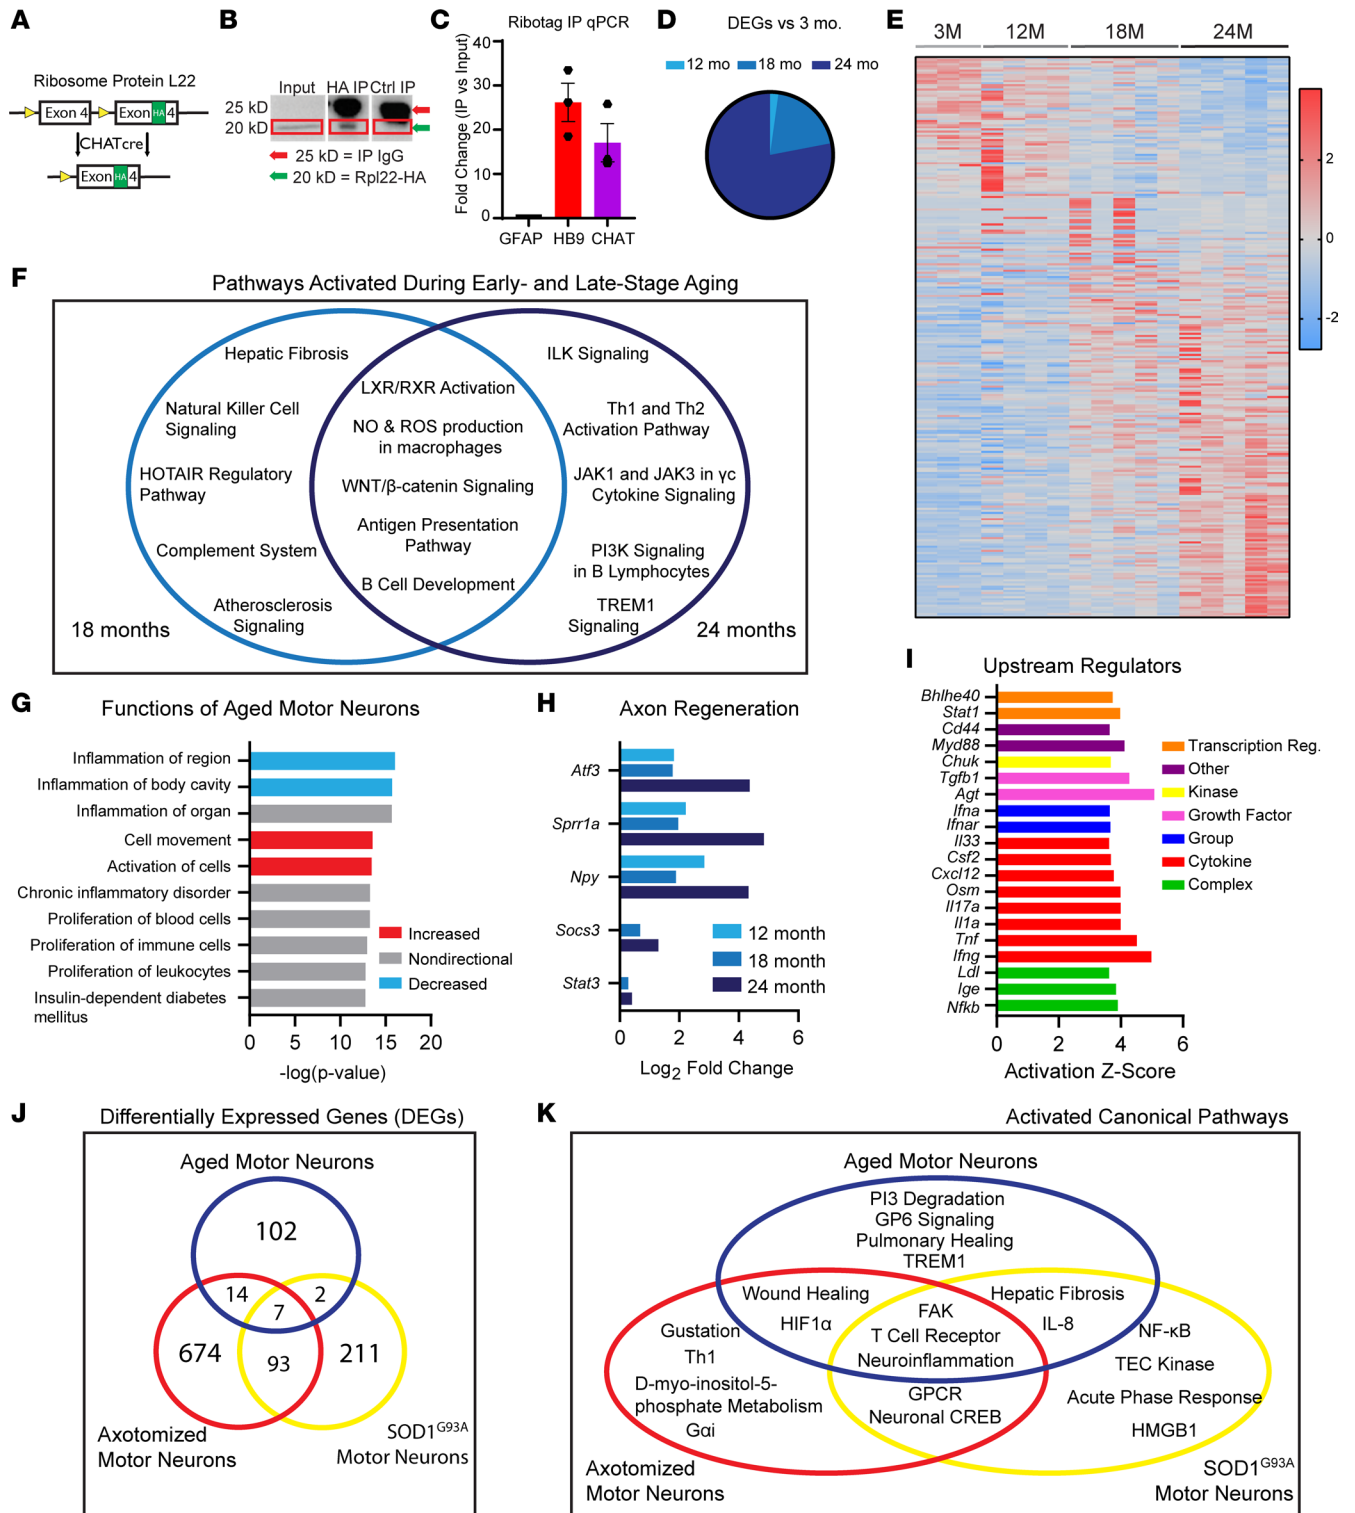 A
Ribosome Protein L22
Exon 4
Exon HA 4
CHATcre
Exon HA 4
B
Input HA IP Ctrl IP
25 kD
20 kD
25 kD = IP IgG
20 kD = Rpl22-HA
C
Ribotag IP qPCR
Fold Change (IP vs Input)
40
30
20
10
0
GFAP HB9 CHAT
D
DEGs vs 3 mo.
12 mo 18 mo 24 mo
E
3M 12M 18M 24M
2
0
-2
F
Pathways Activated During Early- and Late-Stage Aging
Hepatic Fibrosis
Natural Killer Cell
Signaling
HOTAIR Regulatory
Pathway
Complement System
Atherosclerosis
Signaling
18 months
LXR/RXR Activation
NO & ROS production
in macrophages
WNT/β-catenin Signaling
Antigen Presentation
Pathway
B Cell Development
ILK Signaling
Th1 and Th2
Activation Pathway
JAK1 and JAK3 in γc
Cytokine Signaling
PI3K Signaling
in B Lymphocytes
TREM1
Signaling
24 months
G
Functions of Aged Motor Neurons
Inflammation of region
Inflammation of body cavity
Inflammation of organ
Cell movement
Activation of cells
Chronic inflammatory disorder
Proliferation of blood cells
Proliferation of immune cells
Proliferation of leukocytes
Insulin-dependent diabetes
mellitus
Increased
Nondirectional
Decreased
0 5 10 15 20
-log(p-value)
H
Axon Regeneration
Atf3
Sprr1a
Npy
Socs3
Stat3
12 month
18 month
24 month
0 2 4 6
Log2 Fold Change
I
Upstream Regulators
Bhlhe40
Stat1
Cd44
Myd88
Chuk
Tgfb1
Agt
Ifna
Ifnar
Il33
Csf2
Cxcl12
Osm
Il17a
Il1a
Tnf
Ifng
Ldl
Ige
Nfkb
Transcription Reg.
Other
Kinase
Growth Factor
Group
Cytokine
Complex
0 2 4 6
Activation Z-Score
J
Differentially Expressed Genes (DEGs)
Aged Motor Neurons
102
14
2
7
674
93
211
Axotomized
Motor Neurons
SOD1G93A
Motor Neurons
K
Activated Canonical Pathways
Aged Motor Neurons
PI3 Degradation
GP6 Signaling
Pulmonary Healing
TREM1
Wound Healing
HIF1α
FAK
T Cell Receptor
Neuroinflammation
Hepatic Fibrosis
IL-8
Gustation
Th1
D-myo-inositol-5-
phosphate Metabolism
Gαi
GPCR
Neuronal CREB
NF-κB
TEC Kinase
Acute Phase Response
HMGB1
Axotomized
Motor Neurons
SOD1G93A
Motor Neurons